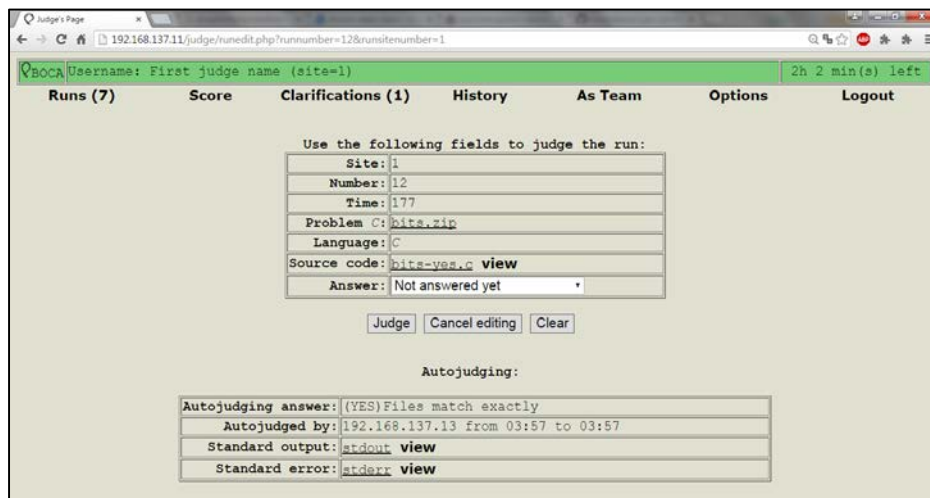 Judge's Page
192.168.137.11/judge/runedit.php?runnumber=12&runsitenumber=1
BOCA Username: First judge name (site=1) 2h 2 min(s) left
Runs (7) Score Clarifications (1) History As Team Options Logout
Use the following fields to judge the run:
Site: 1
Number: 12
Time: 177
Problem C: bits.zip
Language: C
Source code: bits-yes.c view
Answer: Not answered yet
Judge Cancel editing Clear
Autojudging:
Autojudging answer: (YES)Files match exactly
Autojudged by: 192.168.137.13 from 03:57 to 03:57
Standard output: stdout view
Standard error: stderr view